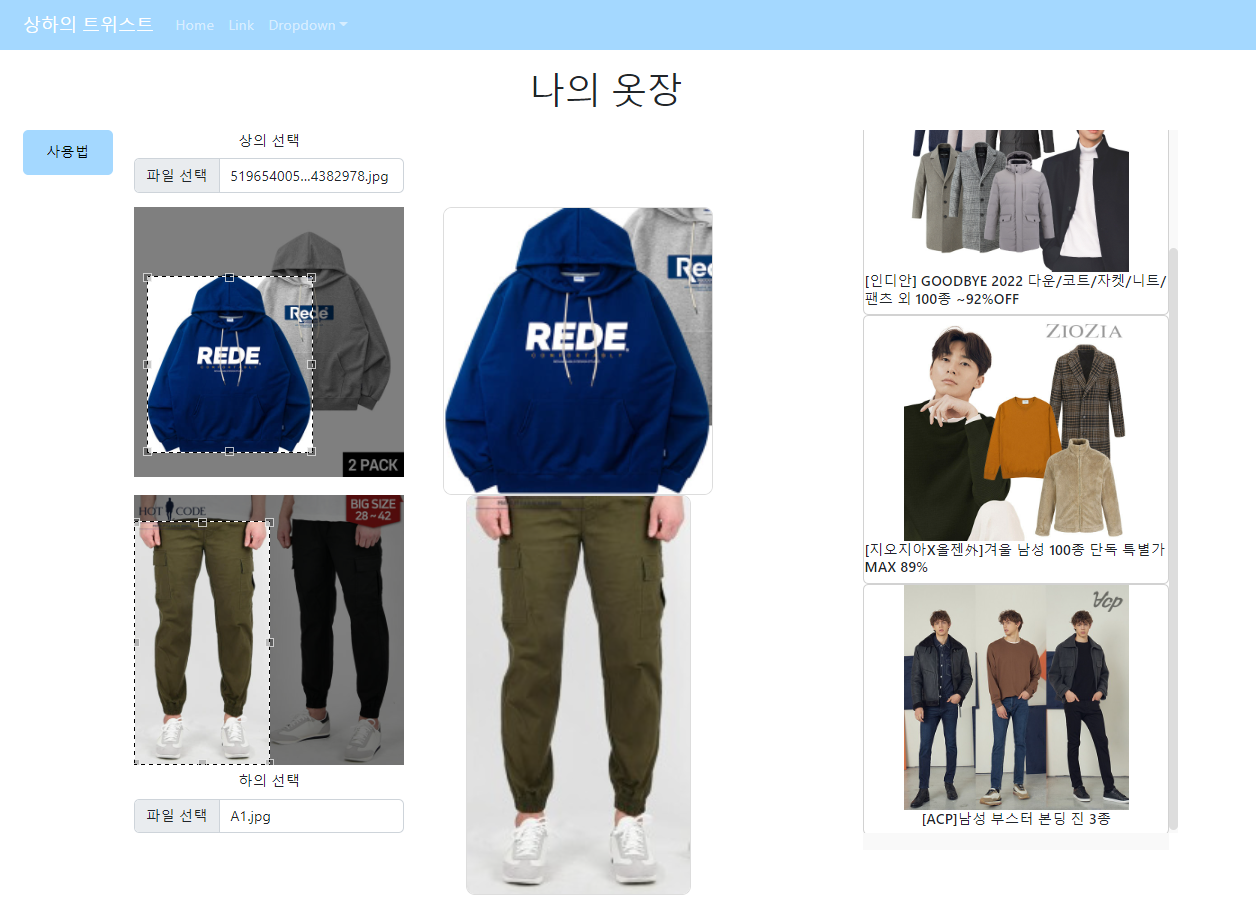 상하의 트위스트
Home
Link
Dropdown
나의 옷장
사용법
상의 선택
파일 선택
519654005...4382978.jpg
Rede
REDE
COMFORTABLY
2 PACK
REDE
COMFORTABLY
HOT CODE
BIG SIZE
28 ~ 42
하의 선택
파일 선택
A1.jpg
[인디안] GOODBYE 2022 다운/코트/자켓/니트/
팬츠 외 100종 ~92%OFF
ZIOZIA
[지오지아X올젠外]겨울 남성 100종 단독 특별가
MAX 89%
Acp
[ACP]남성 부스터 본딩 진 3종